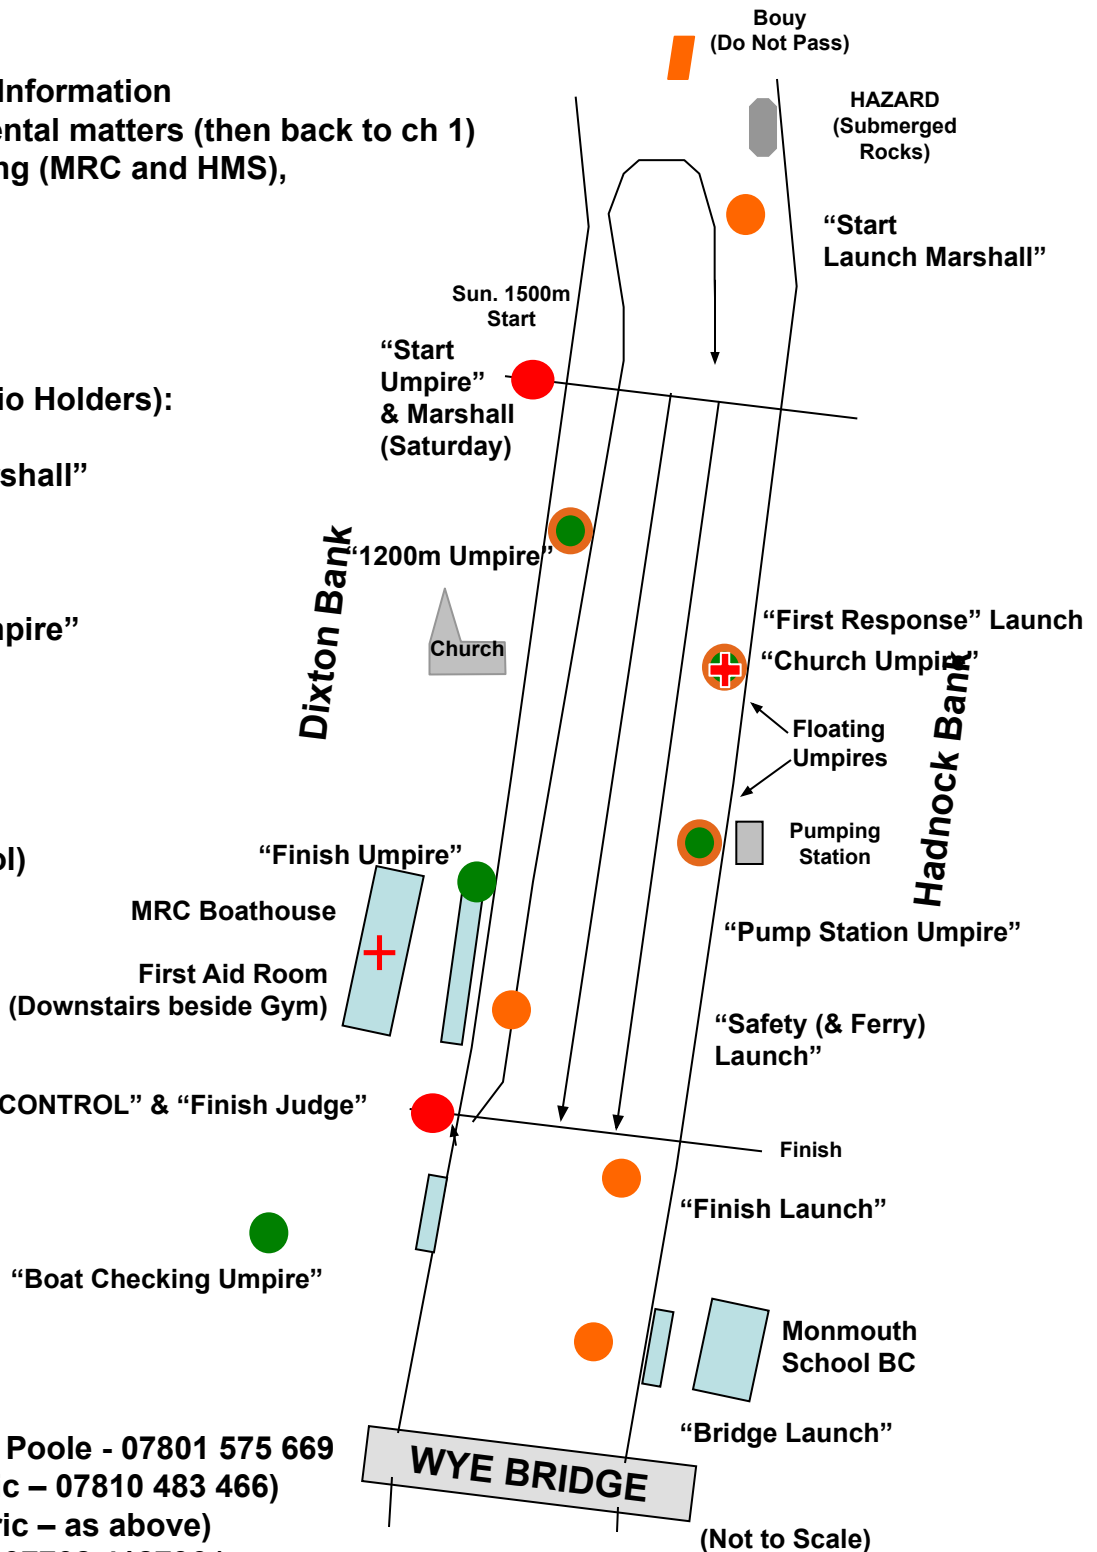 Bouy
(Do Not Pass)
Information
ental matters (then back to ch 1)
ng (MRC and HMS),
HAZARD
(Submerged
Rocks)
“Start
Launch Marshall”
Sun. 1500m
Start
“Start
Umpire”
& Marshall
(Saturday)
io Holders):
shall”
“1200m Umpire”
Dixton Bank
Church
npire”
“First Response” Launch
“Church Umpire”
Floating
Umpires
Hadnock Bank
Pumping
Station
ol)
“Finish Umpire”
MRC Boathouse
“Pump Station Umpire”
First Aid Room
(Downstairs beside Gym)
“Safety (& Ferry)
Launch”
CONTROL” & “Finish Judge”
Finish
“Finish Launch”
“Boat Checking Umpire”
Monmouth
School BC
“Bridge Launch”
WYE BRIDGE
Poole - 07801 575 669
c – 07810 483 466)
ric – as above)
(Not to Scale)